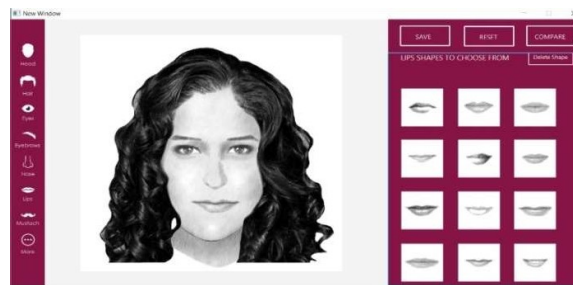 New Window
SAVE
RESET
COMPARE
LIPS SHAPES TO CHOOSE FROM
Delete Shape
Head
Hair
Eyes
Eyebrows
Nose
Lips
Mustach
More